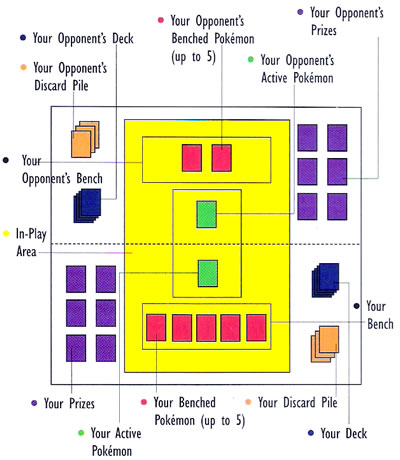 Your Opponent's
Prizes
Your Opponent's
Benched Pokémon
(up to 5)
Your Opponent's Deck
Your Opponent's
Active Pokémon
Your Opponent's
Discard Pile
Your
Opponent's Bench
In-Play
Area
Your
Bench
Your Prizes
Your Benched
Pokémon (up to 5)
Your Discard Pile
Your Active
Pokémon
Your Deck